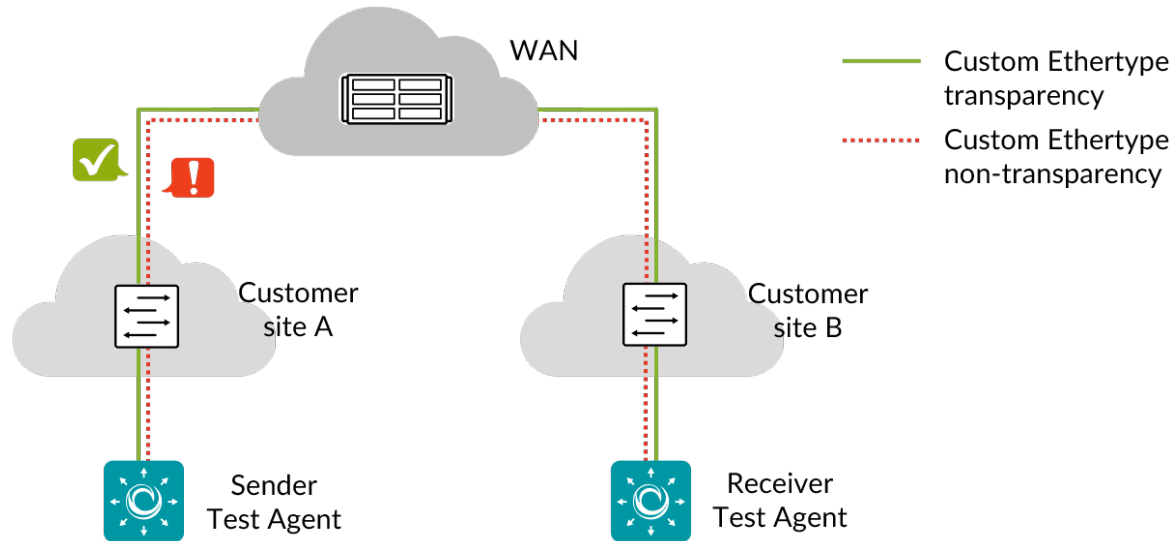 WAN
Custom Ethertype
transparency
Custom Ethertype
non-transparency
Customer
site A
Customer
site B
Sender
Test Agent
Receiver
Test Agent